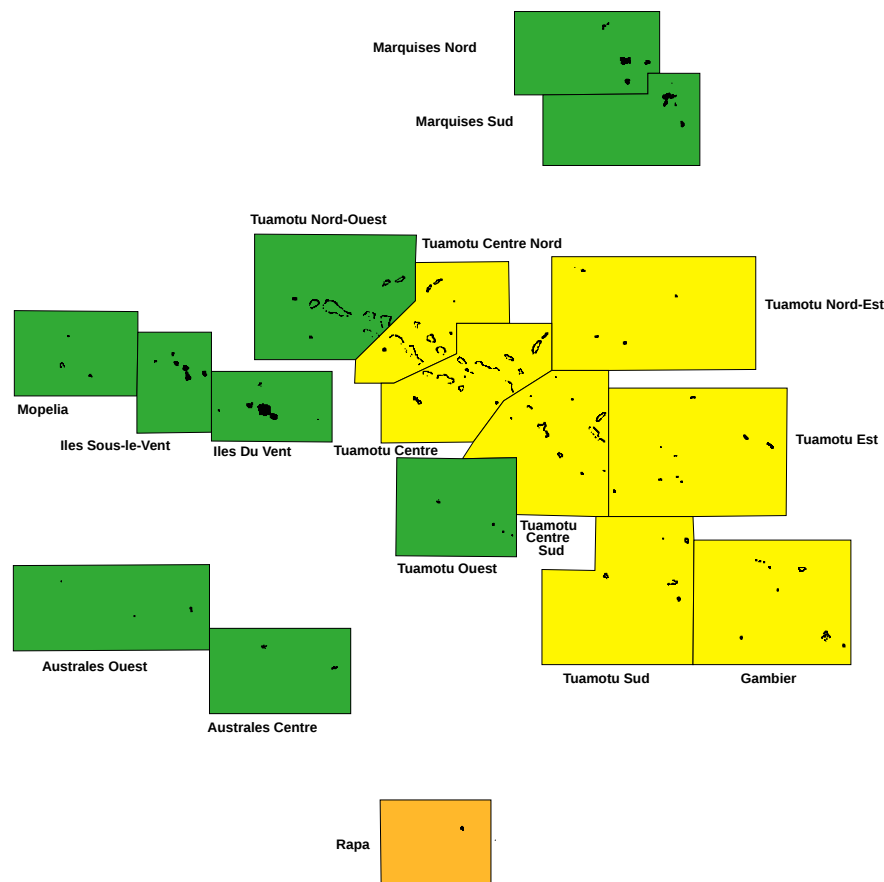 Marquises Nord
Marquises Sud
Tuamotu Nord-Ouest
Tuamotu Centre Nord
Tuamotu Nord-Est
Mopelia
Iles Sous-le-Vent
Iles Du Vent
Tuamotu Centre
Tuamotu Est
Tuamotu
Centre
Sud
Tuamotu Ouest
Australes Ouest
Tuamotu Sud
Gambier
Australes Centre
Rapa